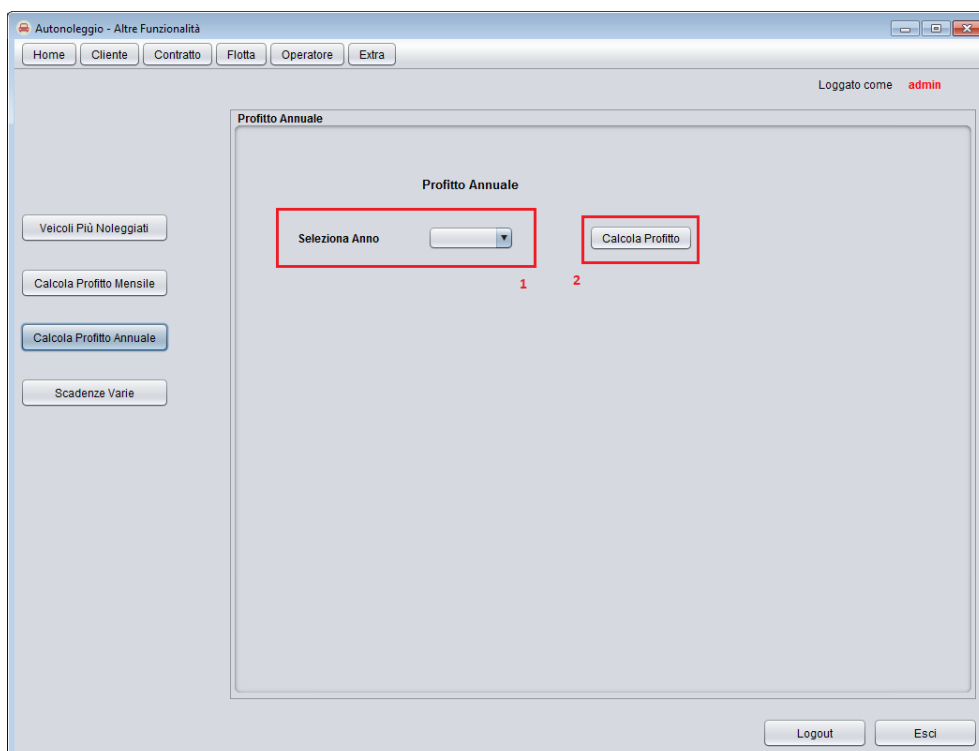 Autonoleggio - Altre Funzionalità
Home Cliente Contratto Flotta Operatore Extra
Loggato come admin
Profitto Annuale
Profitto Annuale
Veicoli Più Noleggiati
Seleziona Anno Calcola Profitto
Calcola Profitto Mensile
1 2
Calcola Profitto Annuale
Scadenze Varie
Logout Esci